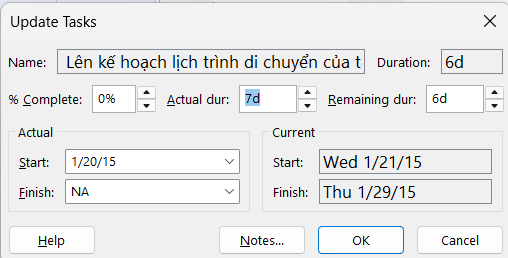 Update Tasks
Name: Lên kế hoạch lịch trình di chuyển của t Duration: 6d
% Complete: 0% Actual dur: 7d Remaining dur: 6d
Actual Current
Start: 1/20/15 Start: Wed 1/21/15
Finish: NA Finish: Thu 1/29/15
Help Notes... OK Cancel